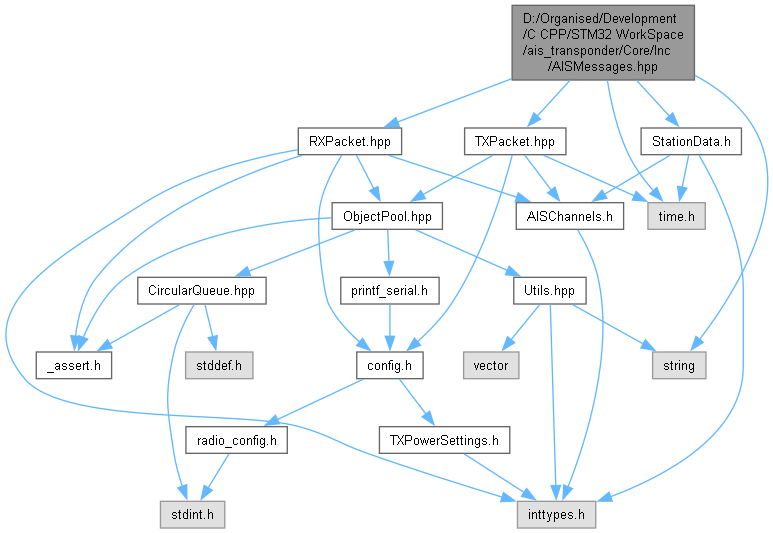 D:/Organised/Development
/C CPP/STM32 WorkSpace
/ais_transponder/Core/Inc
/AISMessages.hpp
RXPacket.hpp
TXPacket.hpp
StationData.h
ObjectPool.hpp
AISChannels.h
time.h
CircularQueue.hpp
printf_serial.h
Utils.hpp
_assert.h
stddef.h
config.h
vector
string
radio_config.h
TXPowerSettings.h
stdint.h
inttypes.h